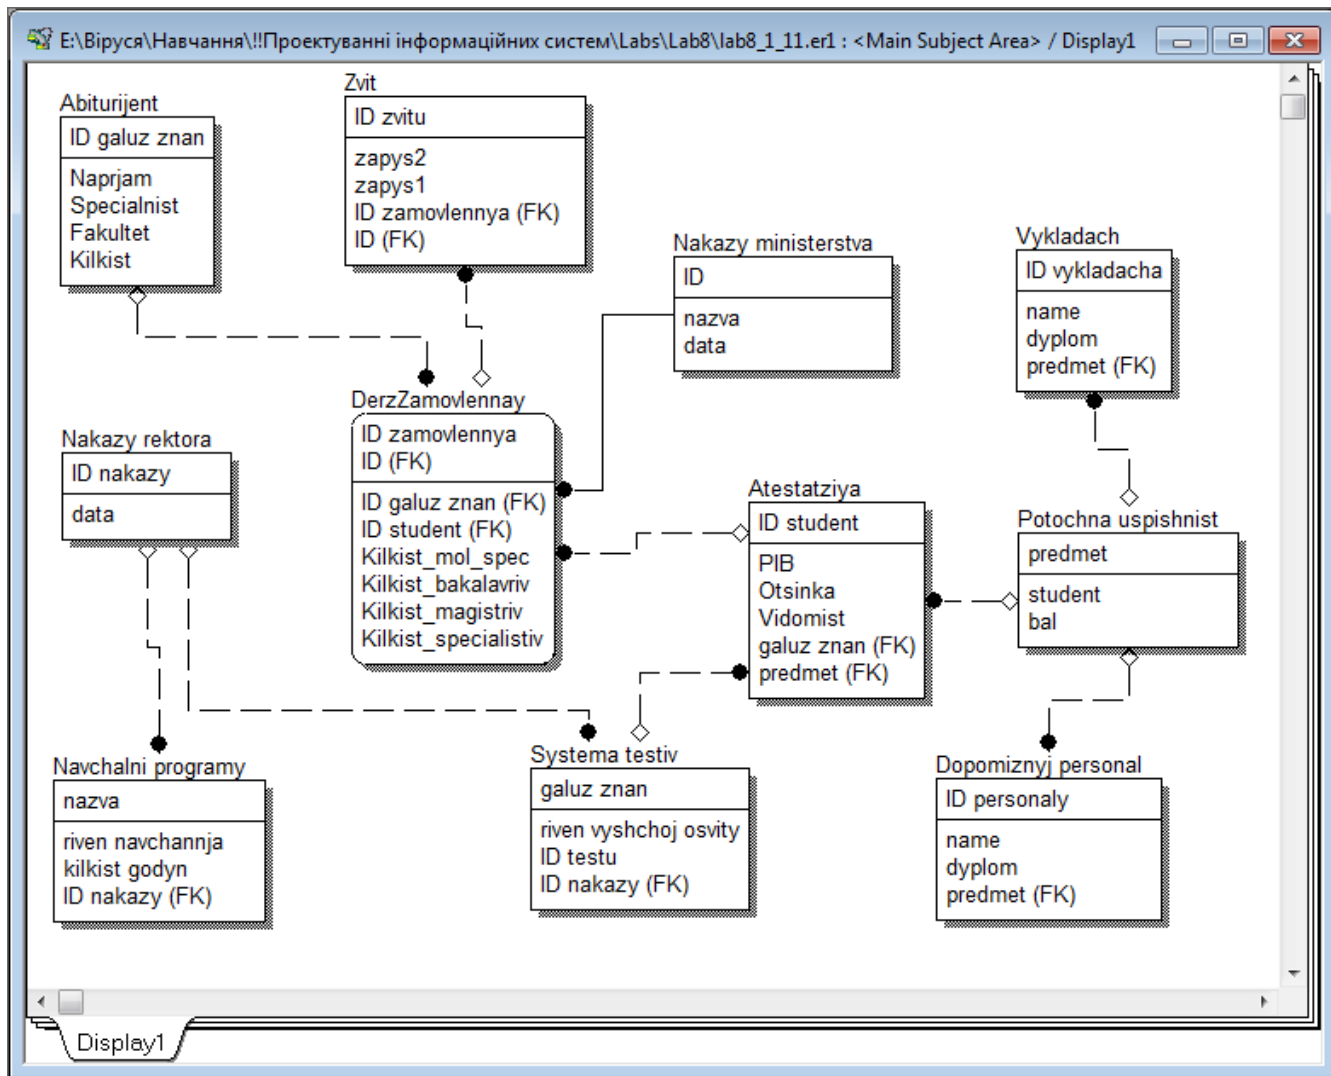 E:\Віруся\Навчання\!!Проектуванні інформаційних систем\Labs\Lab8\lab8_1_11.er1 : <Main Subject Area> / Display1
Abiturijent
ID galuz znan
Naprjam
Specialnist
Fakultet
Kilkist
Zvit
ID zvitu
zapys2
zapys1
ID zamovlennya (FK)
ID (FK)
Nakazy ministerstva
ID
nazva
data
Vykladach
ID vykladacha
name
dyplom
predmet (FK)
Nakazy rektora
ID nakazy
data
DerzZamovlennay
ID zamovlennya
ID (FK)
ID galuz znan (FK)
ID student (FK)
Kilkist_mol_spec
Kilkist_bakalavriv
Kilkist_magistriv
Kilkist_specialistiv
Atestatziya
ID student
PIB
Otsinka
Vidomist
galuz znan (FK)
predmet (FK)
Potochna uspishnist
predmet
student
bal
Navchalni programy
nazva
riven navchannja
kilkist godyn
ID nakazy (FK)
Systema testiv
galuz znan
riven vyshchoj osvity
ID testu
ID nakazy (FK)
Dopomiznyj personal
ID personaly
name
dyplom
predmet (FK)
Display1